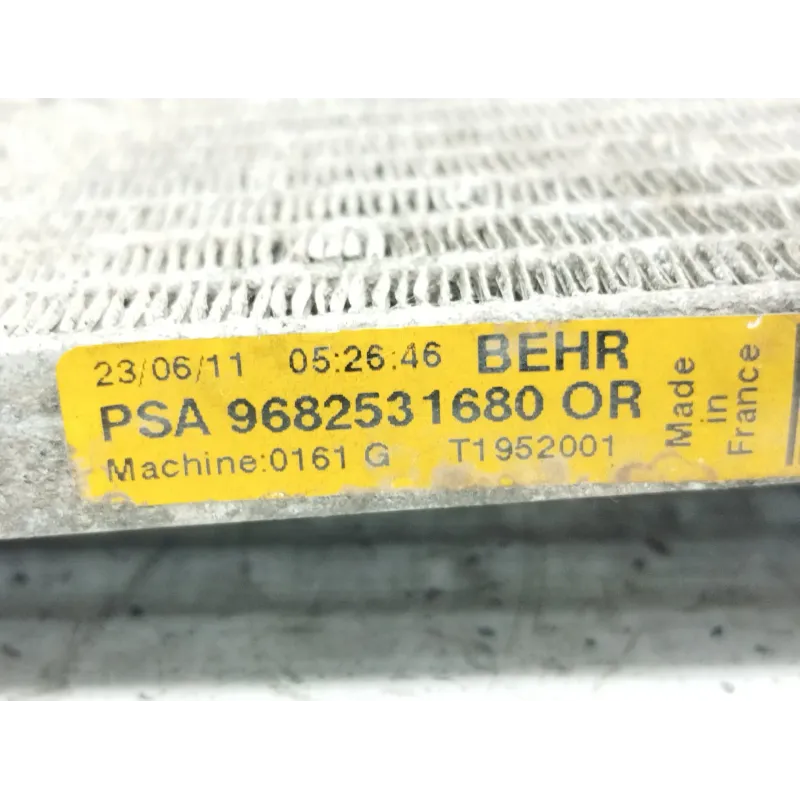 23/06/11 05:26:46 BEHR
PSA 9682531680 OR
Machine:0161 G T1952001
Made
in
France